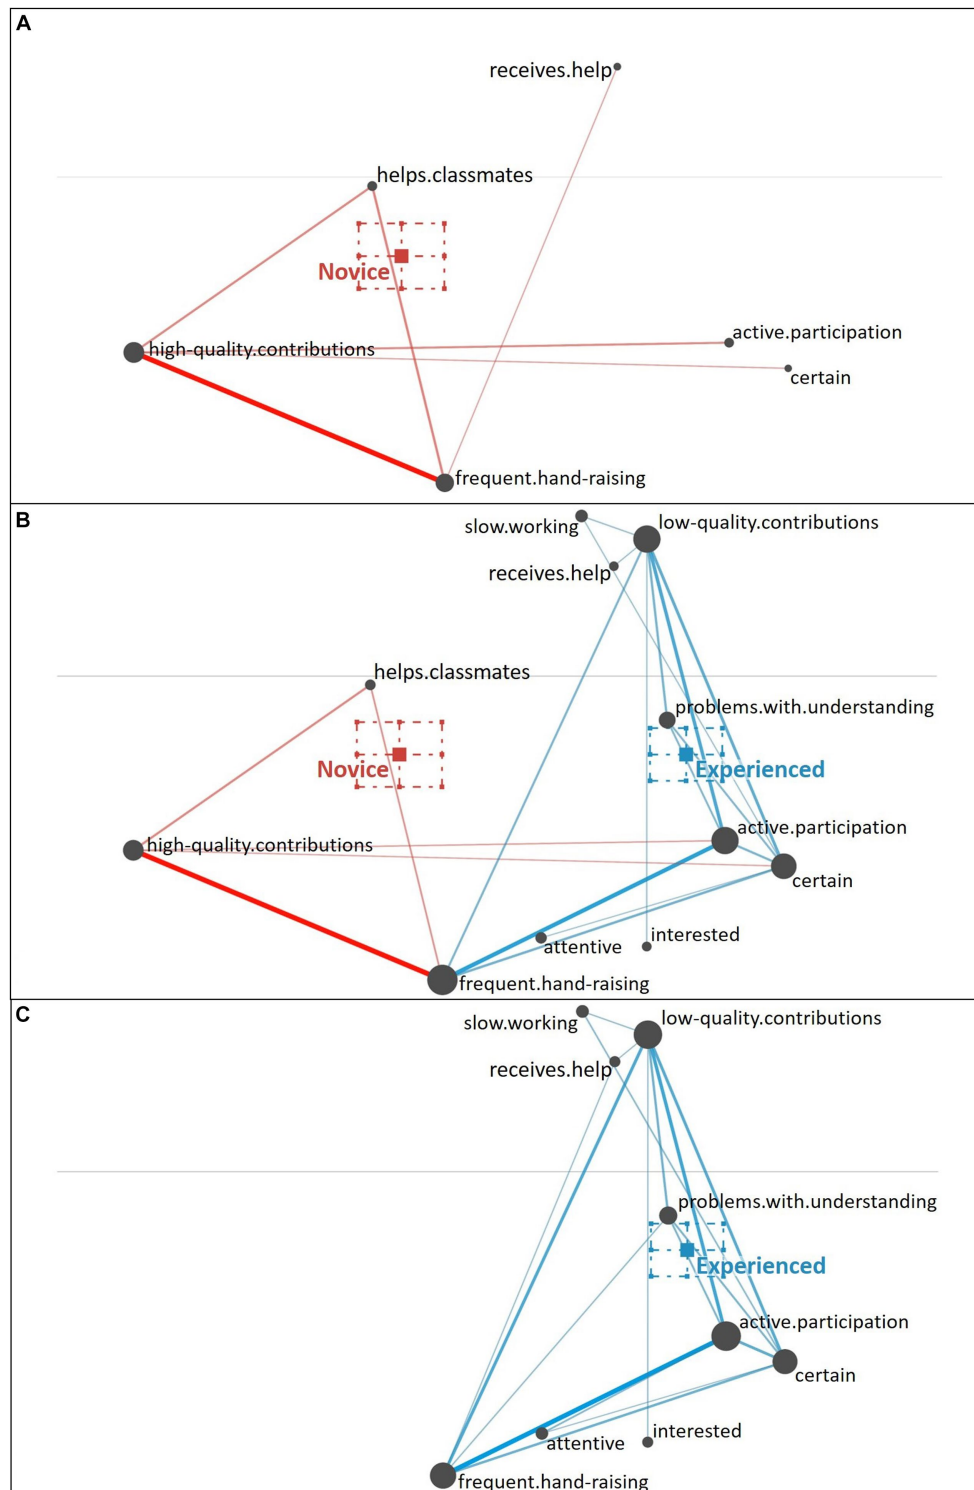 A
receives.help
helps.classmates
Novice
active.participation
high-quality.contributions
certain
frequent.hand-raising
B
low-quality.contributions
slow.working
receives.help
helps.classmates
problems.with.understanding
Novice
Experienced
active.participation
high-quality.contributions
certain
interested
attentive
frequent.hand-raising
C
low-quality.contributions
slow.working
receives.help
problems.with.understanding
Experienced
active.participation
certain
interested
attentive
frequent.hand-raising